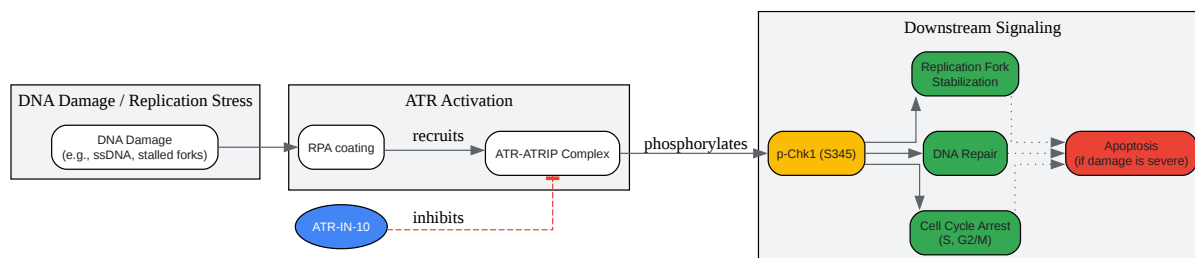 DNA Damage / Replication Stress
DNA Damage
(e.g., ssDNA, stalled forks)
ATR Activation
RPA coating
recruits
ATR-ATRIP Complex
ATR-IN-10
inhibits
phosphorylates
Downstream Signaling
p-Chk1 (S345)
Replication Fork
Stabilization
DNA Repair
Cell Cycle Arrest
(S, G2/M)
Apoptosis
(if damage is severe)